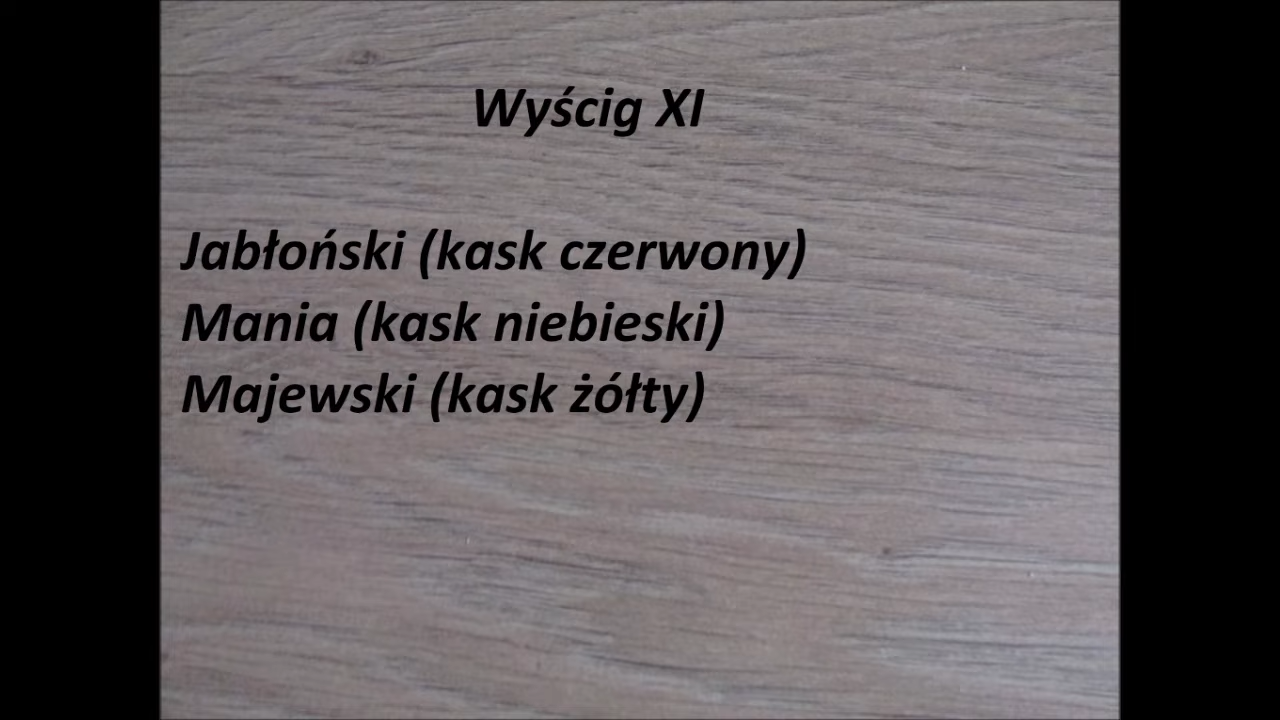 Wyścig XI
Jabłoński (kask czerwony)
Mania (kask niebieski)
Majewski (kask żółty)